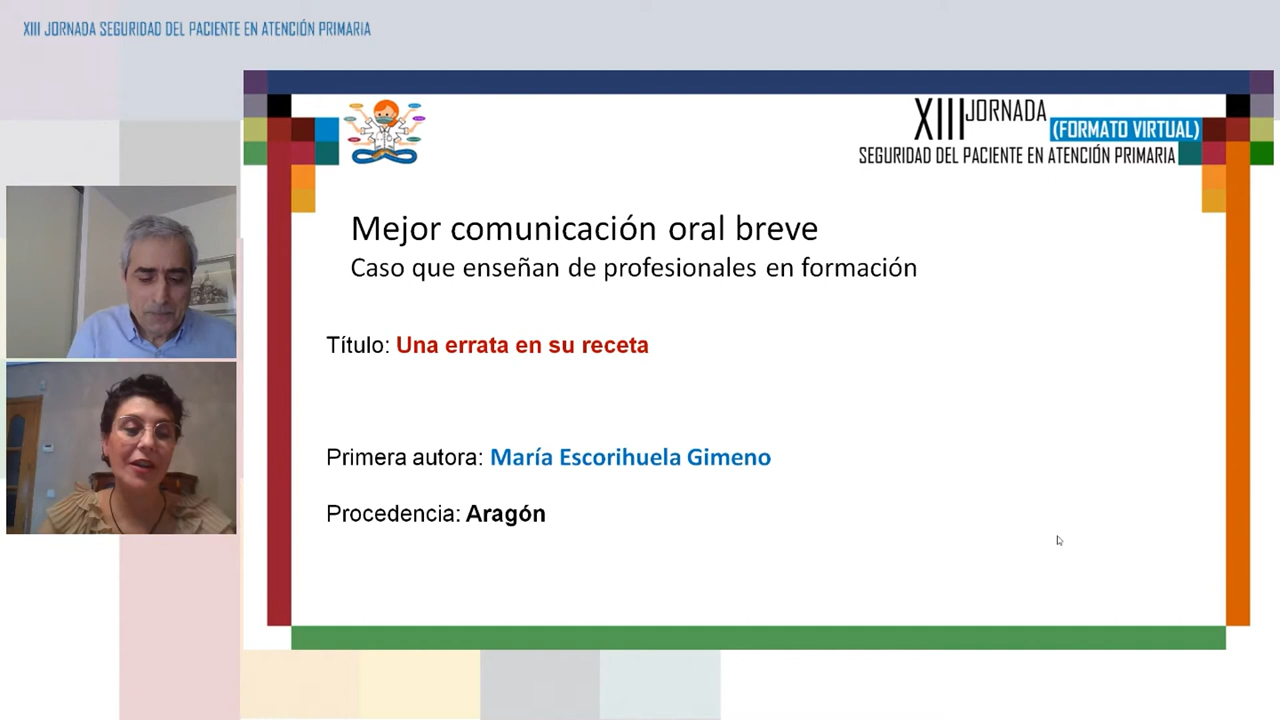 XIII JORNADA SEGURIDAD DEL PACIENTE EN ATENCIÓN PRIMARIA
XIII JORNADA
(FORMATO VIRTUAL)
SEGURIDAD DEL PACIENTE EN ATENCIÓN PRIMARIA
Mejor comunicación oral breve
Caso que enseñan de profesionales en formación
Título: Una errata en su receta
Primera autora: María Escorihuela Gimeno
Procedencia: Aragón